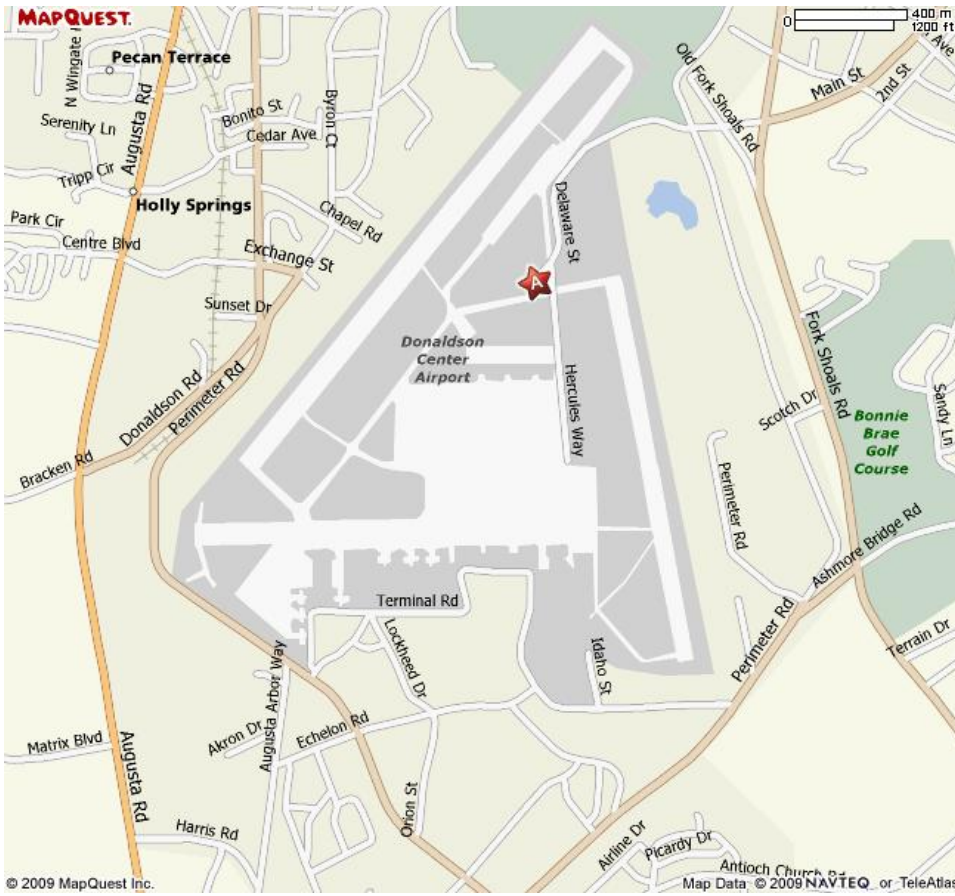 MAPQUEST.
0
400 m
1200 ft
Pecan Terrace
N Wingate
Augusta Rd
Bonito St
Byron Ct
Serenity Ln
Cedar Ave
Tripp Cir
Holly Springs
Park Cir
Centre Blvd
Chapel Rd
Exchange St
Sunset Dr
Old Fork Shoals Rd
Main St
2nd St
Ave
Delaware St
A
Donaldson
Center
Airport
Hercules Way
Donaldson Rd
Perimeter Rd
Bracken Rd
Fork Shoals Rd
Scotch Dr
Sandy Ln
Bonnie
Brae
Golf
Course
Perimeter Rd
Ashmore Bridge Rd
Terminal Rd
Lockheed Dr
Idaho St
Perimeter Rd
Terrain Dr
Augusta Arbor Way
Akron Dr
Echelon Rd
Matrix Blvd
Augusta Rd
Orion St
Harris Rd
Airline Dr
Picardy Dr
Antioch Church Rd
© 2009 MapQuest Inc.
Map Data © 2009 NAVTEQ or TeleAtlas